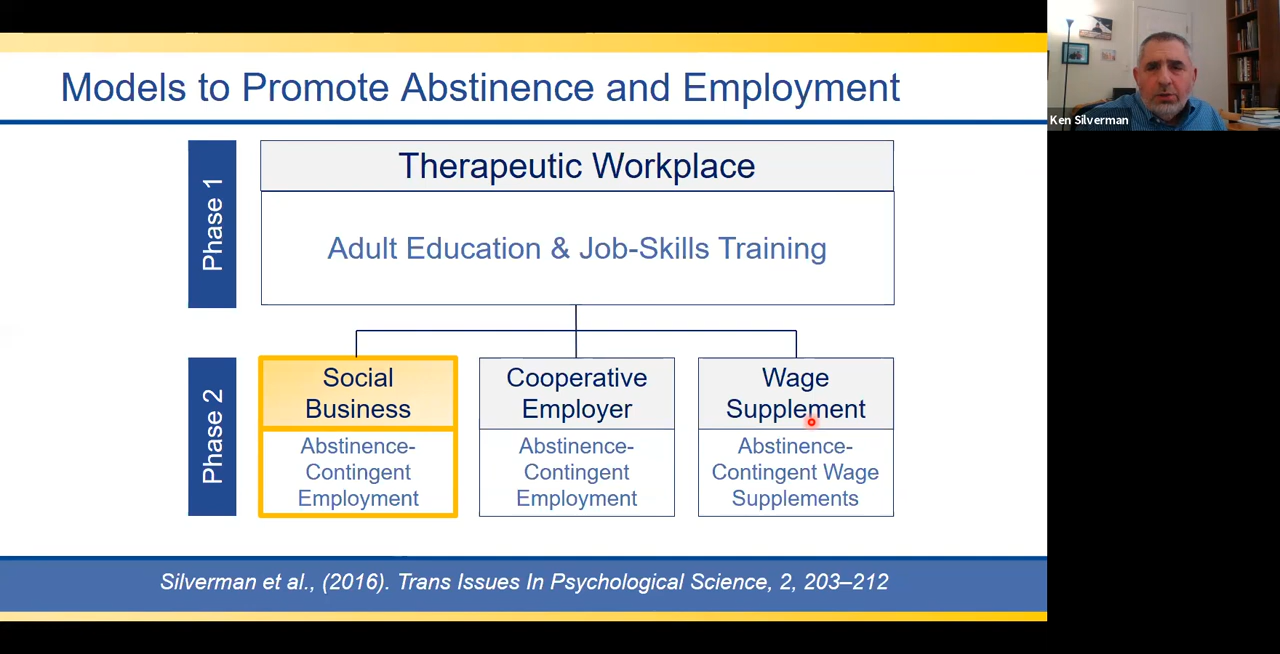 Models to Promote Abstinence and Employment
Ken Silverman
Phase 1
Therapeutic Workplace
Adult Education & Job-Skills Training
Phase 2
Social
Business
Abstinence-
Contingent
Employment
Cooperative
Employer
Abstinence-
Contingent
Employment
Wage
Supplement
Abstinence-
Contingent Wage
Supplements
Silverman et al., (2016). Trans Issues In Psychological Science, 2, 203–212